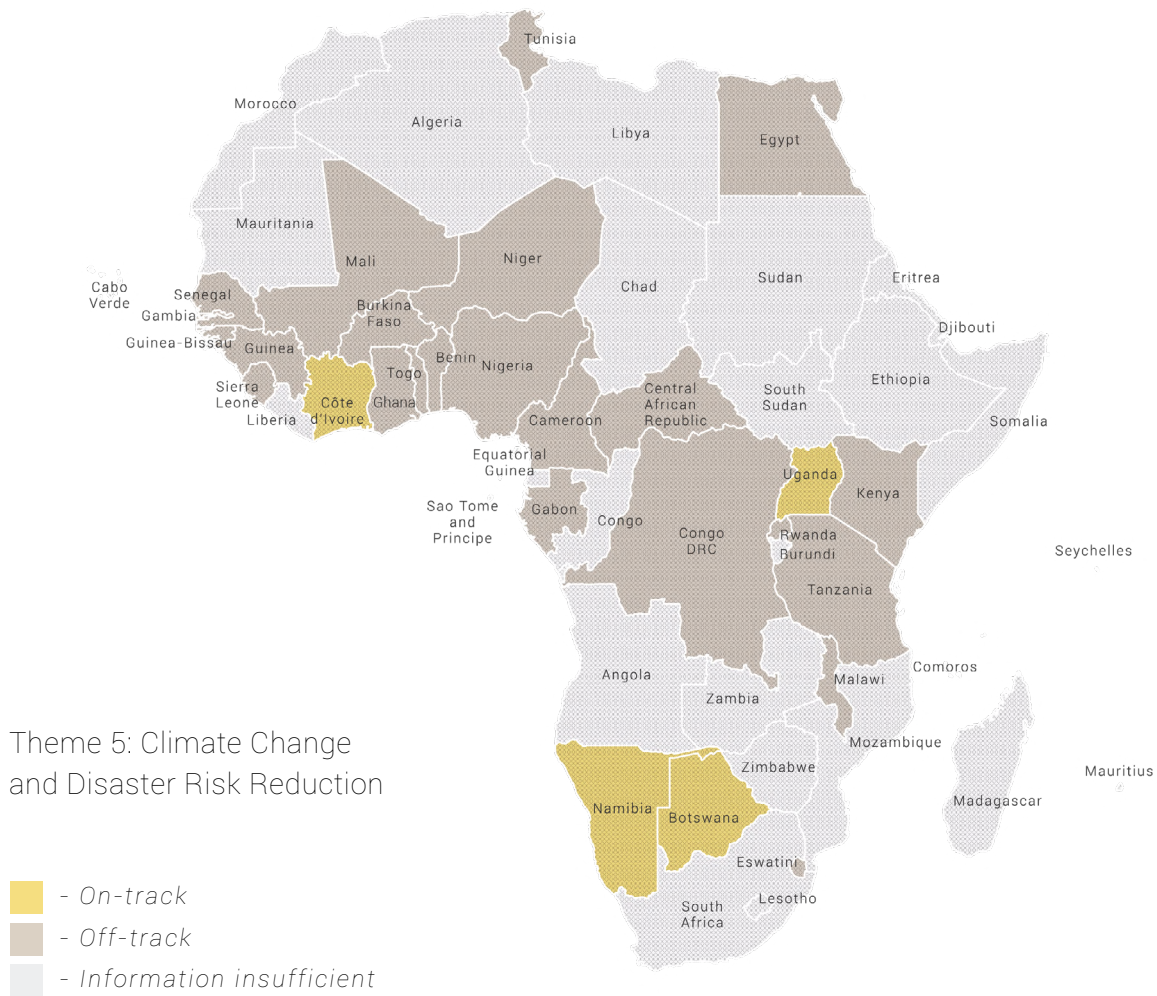 Tunisia
Morocco
Algeria
Libya
Egypt
Mauritania
Mali
Niger
Chad
Sudan
Eritrea
Cabo
Verde
Senegal
Gambia
Burkina
Faso
Djibouti
Guinea-Bissau
Guinea
Benin
Nigeria
Togo
Ethiopia
Sierra
Leone
Côte
d'Ivoire
Ghana
Central
African
Republic
South
Sudan
Liberia
Cameroon
Somalia
Equatorial
Guinea
Uganda
Kenya
Sao Tome
and
Principe
Gabon
Congo
Congo
DRC
Rwanda
Burundi
Seychelles
Tanzania
Angola
Zambia
Malawi
Comoros
Mozambique
Zimbabwe
Mauritius
Namibia
Botswana
Madagascar
Eswatini
Lesotho
South
Africa
Theme 5: Climate Change
and Disaster Risk Reduction
- On-track
- Off-track
- Information insufficient